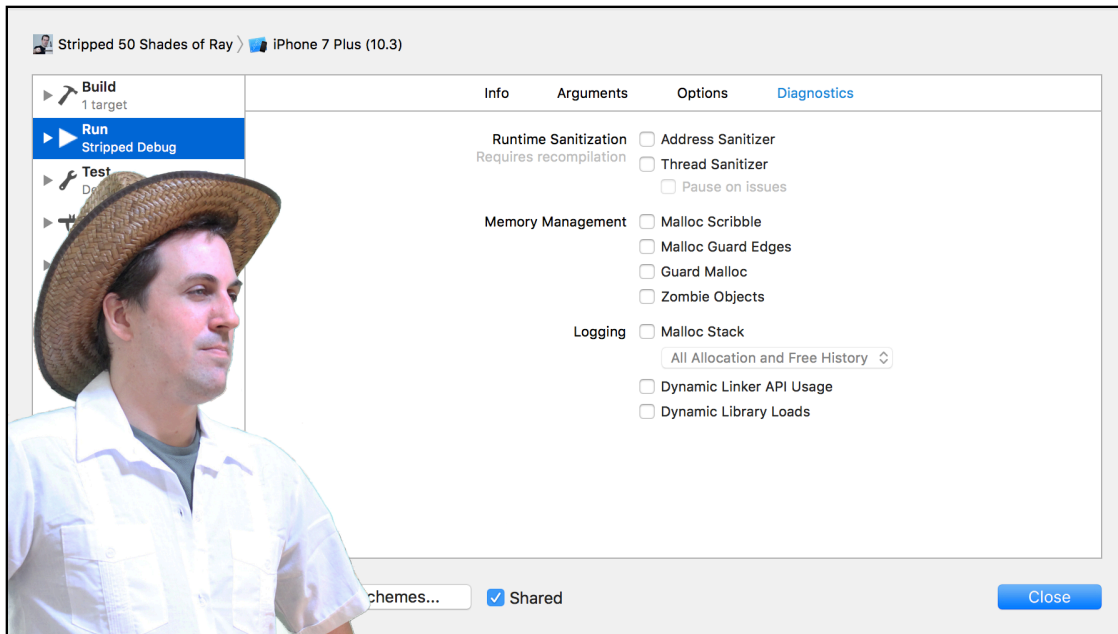 Stripped 50 Shades of Ray 〉 iPhone 7 Plus (10.3)
Build
1 target
Run
Stripped Debug
Test
Info Arguments Options Diagnostics
Runtime Sanitization Address Sanitizer
Requires recompilation Thread Sanitizer
Pause on issues
Memory Management Malloc Scribble
Malloc Guard Edges
Guard Malloc
Zombie Objects
Logging Malloc Stack
All Allocation and Free History
Dynamic Linker API Usage
Dynamic Library Loads
chemes... Shared
Close